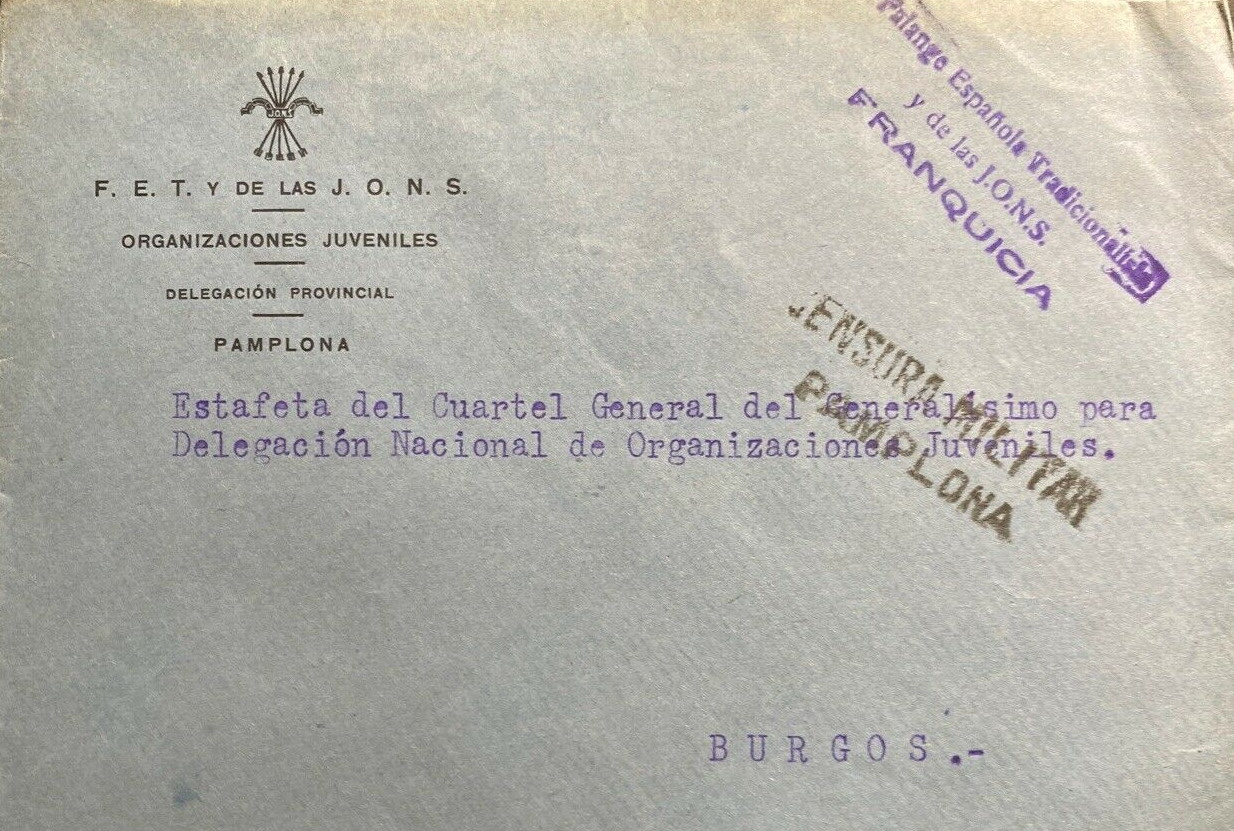 J.O.N.S.
F. E. T. Y DE LAS J. O. N. S.
ORGANIZACIONES JUVENILES
DELEGACIÓN PROVINCIAL
PAMPLONA
Falange Española Tradicionalis
y de las J.O.N.S.
FRANQUICIA
CENSURA MILITAR
PAMPLONA
Estafeta del Cuartel General del Generalísimo para
Delegación Nacional de Organizaciones Juveniles.
BURGOS.-